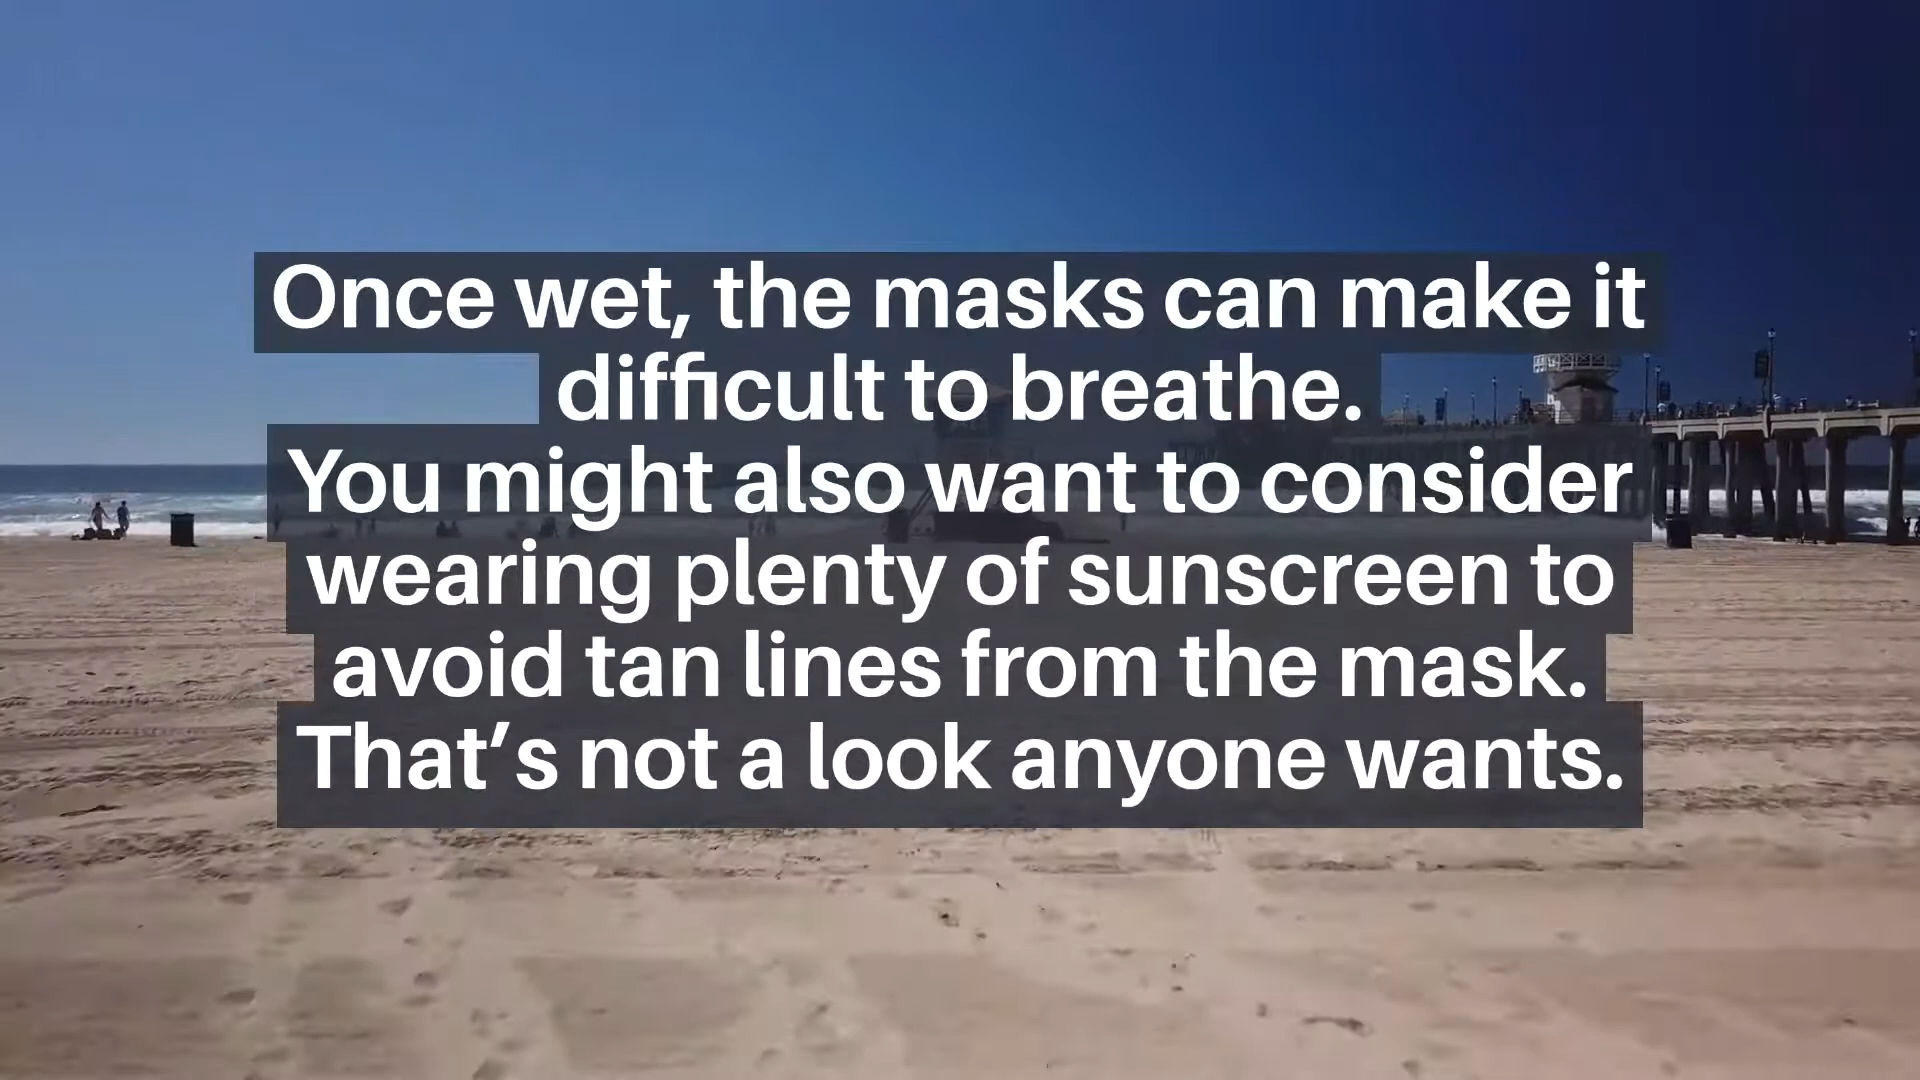 Once wet, the masks can make it
difficult to breathe.
You might also want to consider
wearing plenty of sunscreen to
avoid tan lines from the mask.
That’s not a look anyone wants.